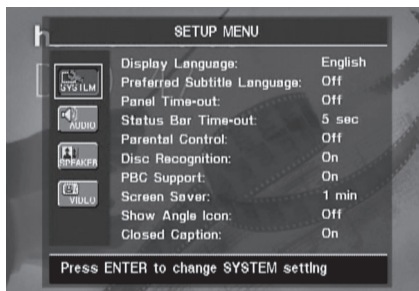 SETUP MENU
Display Language: English
Preferred Subtitle Language: Off
Panel Time-out: Off
Status Bar Time-out: 5 sec
Parental Control: Off
Disc Recognition: On
PBC Support: On
Screen Saver: 1 min
Show Angle Icon: Off
Closed Caption: On
SYSTEM
AUDIO
SPEAKER
VIDEO
Press ENTER to change SYSTEM setting